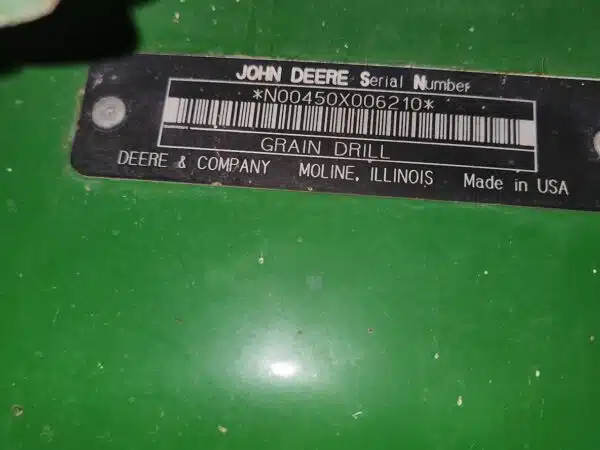 JOHN DEERE Serial Number
*N00450X006210*
GRAIN DRILL
DEERE & COMPANY MOLINE, ILLINOIS Made in USA